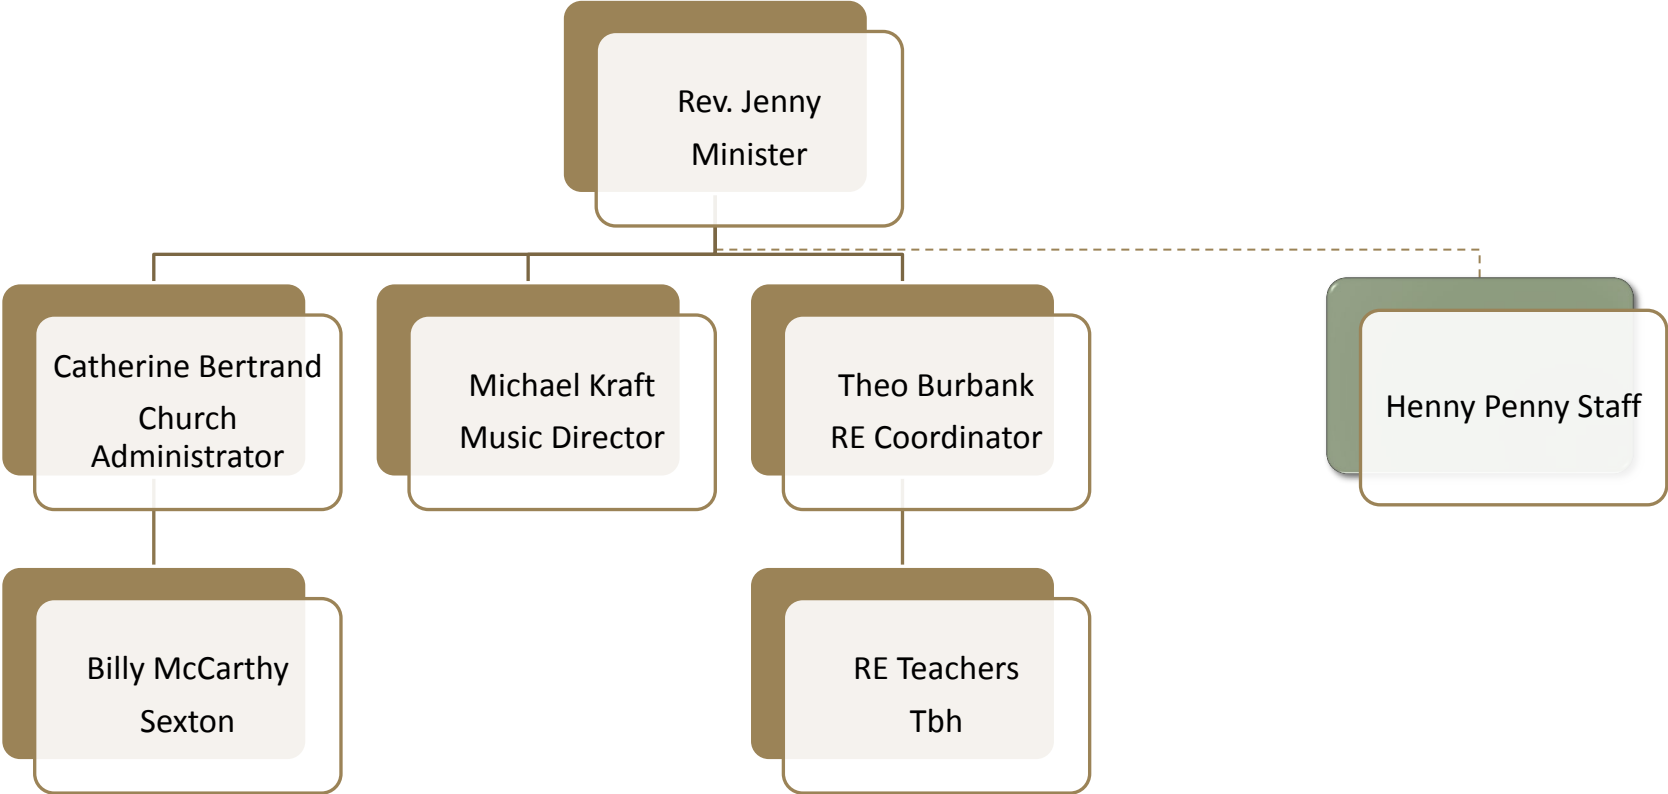 Rev. Jenny
Minister
Catherine Bertrand
Church
Administrator
Michael Kraft
Music Director
Theo Burbank
RE Coordinator
Henny Penny Staff
Billy McCarthy
Sexton
RE Teachers
Tbh